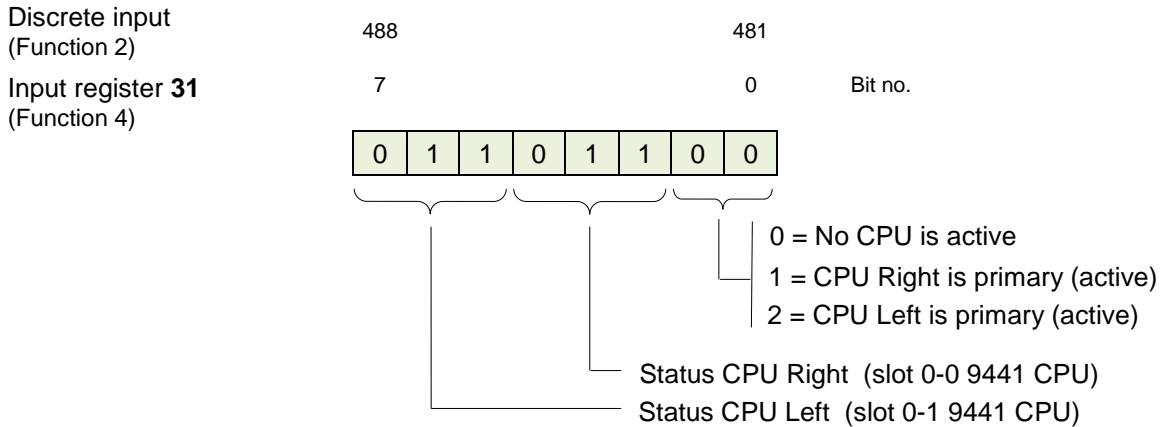 Discrete input
(Function 2)
488 481
Input register 31
(Function 4)
7 0 Bit no.
0 1 1 0 1 1 0 0
0 = No CPU is active
1 = CPU Right is primary (active)
2 = CPU Left is primary (active)
Status CPU Right (slot 0-0 9441 CPU)
Status CPU Left (slot 0-1 9441 CPU)